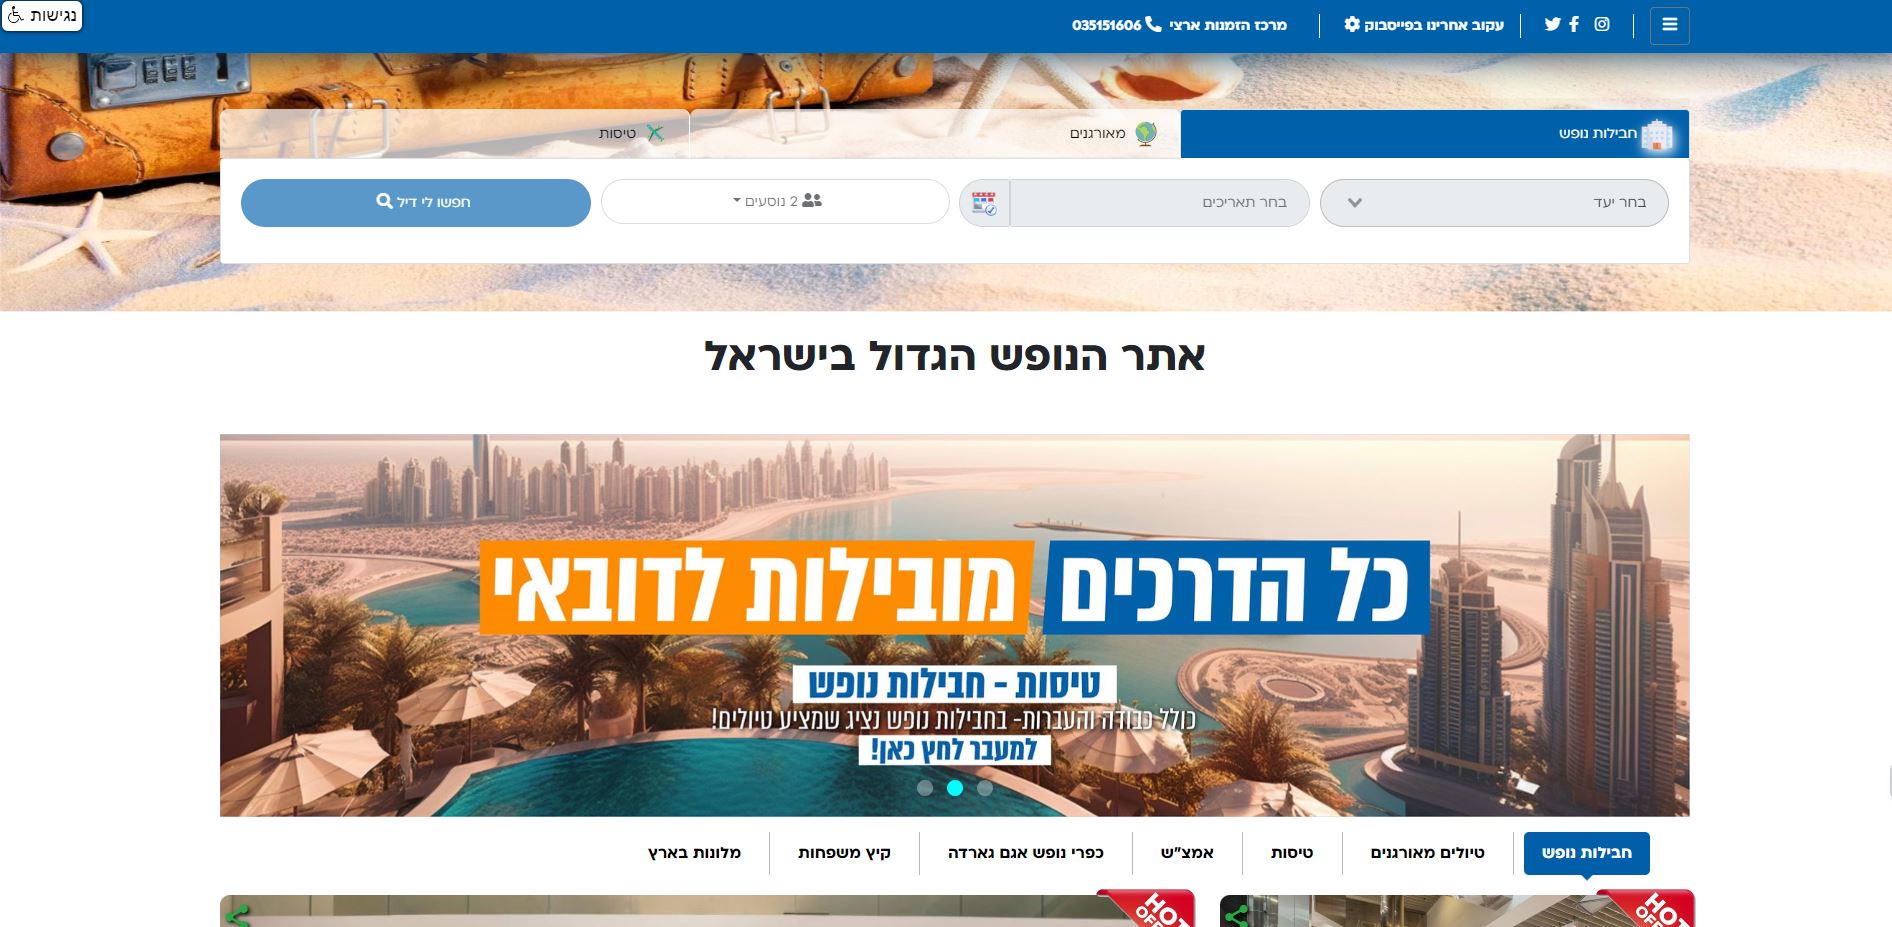 נגישות
עקוב אחרינו בפייסבוק
מרכז הזמנות ארצי 035151606
חבילות נופש
מאורגנים
טיסות
בחר יעד
בחר תאריכים
2 נוסעים
חפשו לי דיל
אתר הנופש הגדול בישראל
כל הדרכים מובילות לדובאי
טיסות - חבילות נופש
כולל כבודה והעברות- בחבילות נופש נציג שמציע טיולים!
למעבר לחץ כאן!
חבילות נופש
טיולים מאורגנים
טיסות
אמצ"ש
כפרי נופש אגם גארדה
קיץ משפחות
מלונות בארץ
HOT
HOT